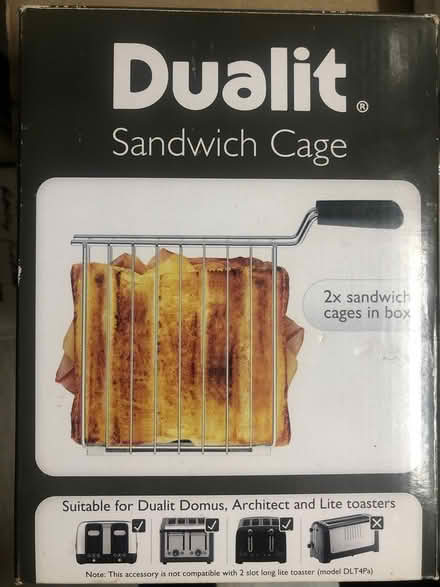 Dualit®
Sandwich Cage
2x sandwich
cages in box
Suitable for Dualit Domus, Architect and Lite toasters
Note: This accessory is not compatible with 2 slot long lite toaster (model DLT4Pa)